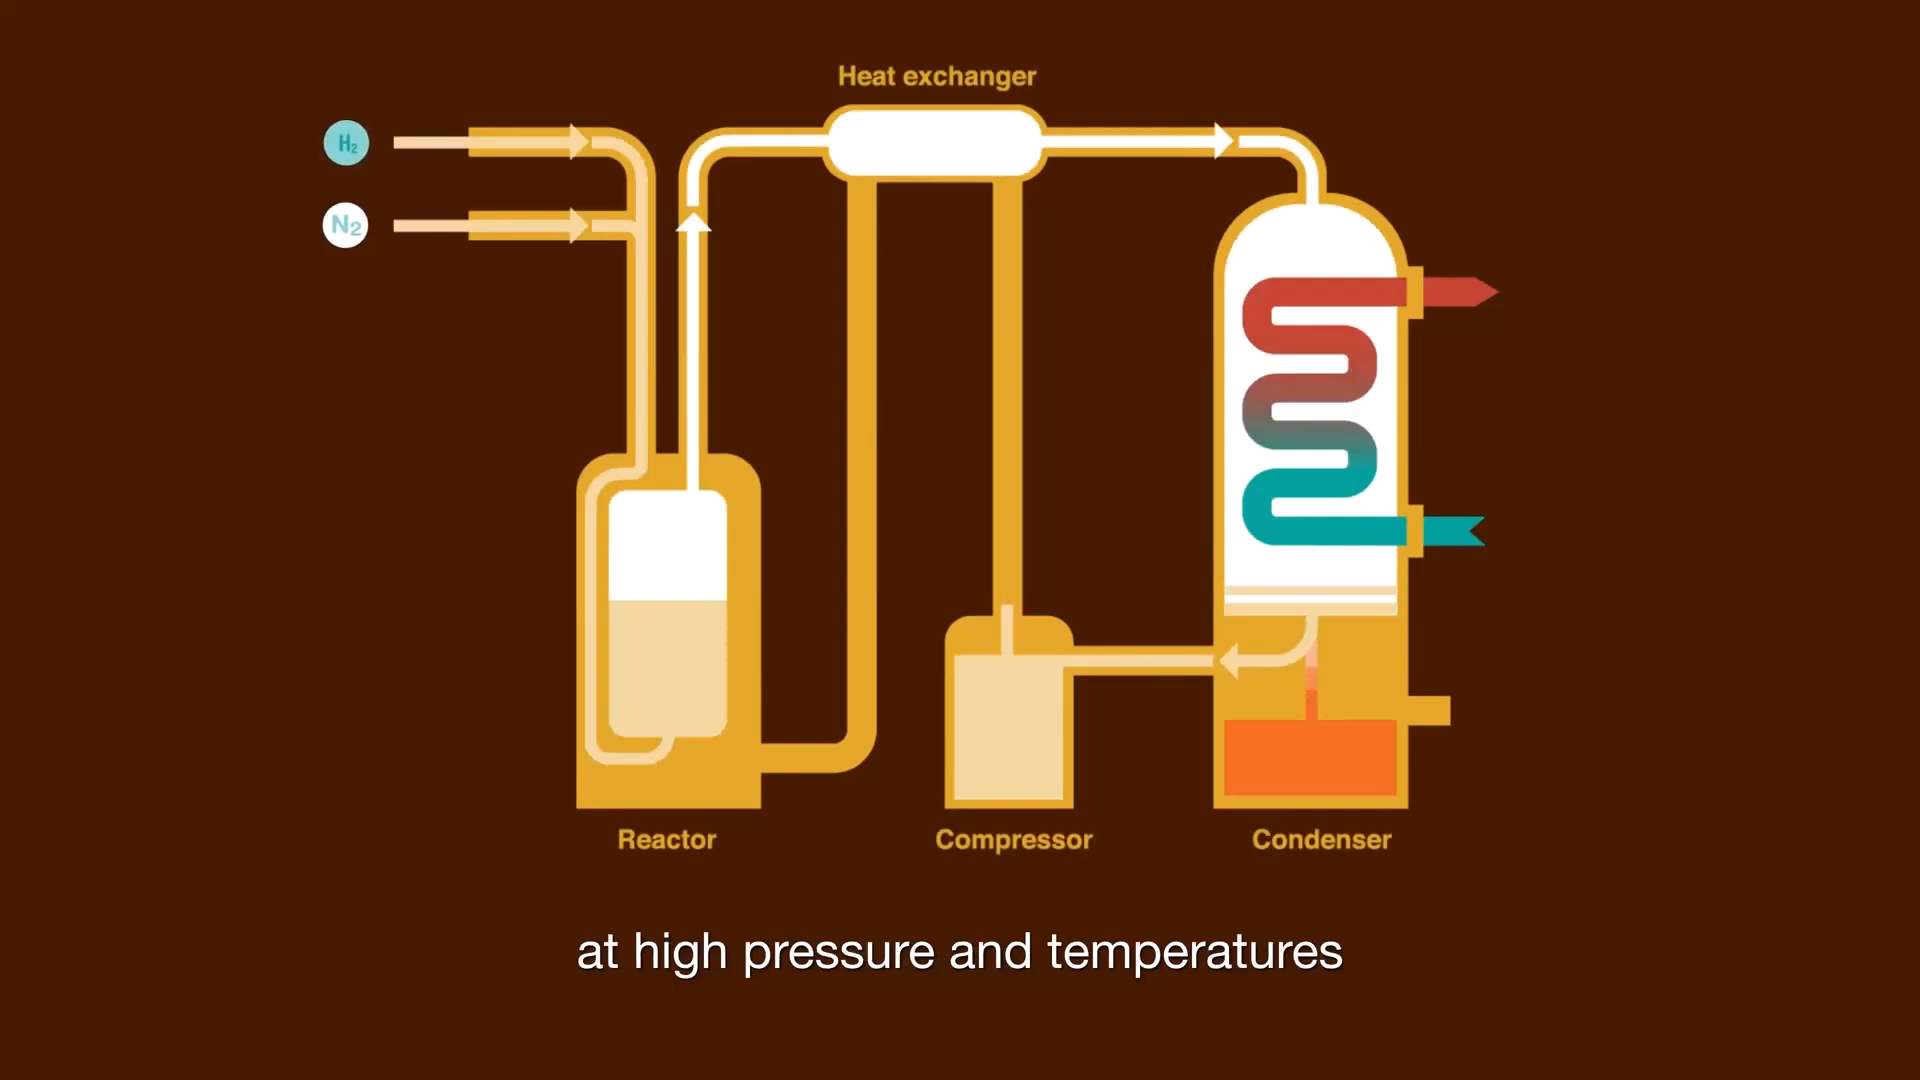 Heat exchanger
H₂
N₂
Reactor
Compressor
Condenser
at high pressure and temperatures